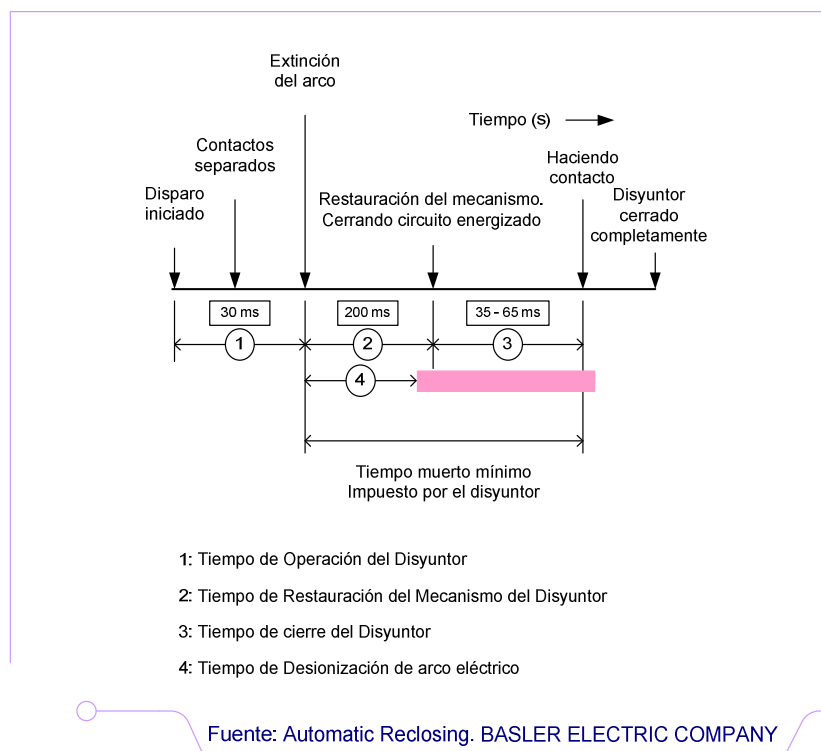 Extinción
del arco
Tiempo (s)
Contactos
separados
Haciendo
contacto
Disparo
iniciado
Restauración del mecanismo.
Cerrando circuito energizado
Disyuntor
cerrado
completamente
30 ms
200 ms
35 - 65 ms
1
2
3
4
Tiempo muerto mínimo
Impuesto por el disyuntor
1: Tiempo de Operación del Disyuntor
2: Tiempo de Restauración del Mecanismo del Disyuntor
3: Tiempo de cierre del Disyuntor
4: Tiempo de Desionización de arco eléctrico
Fuente: Automatic Reclosing. BASLER ELECTRIC COMPANY